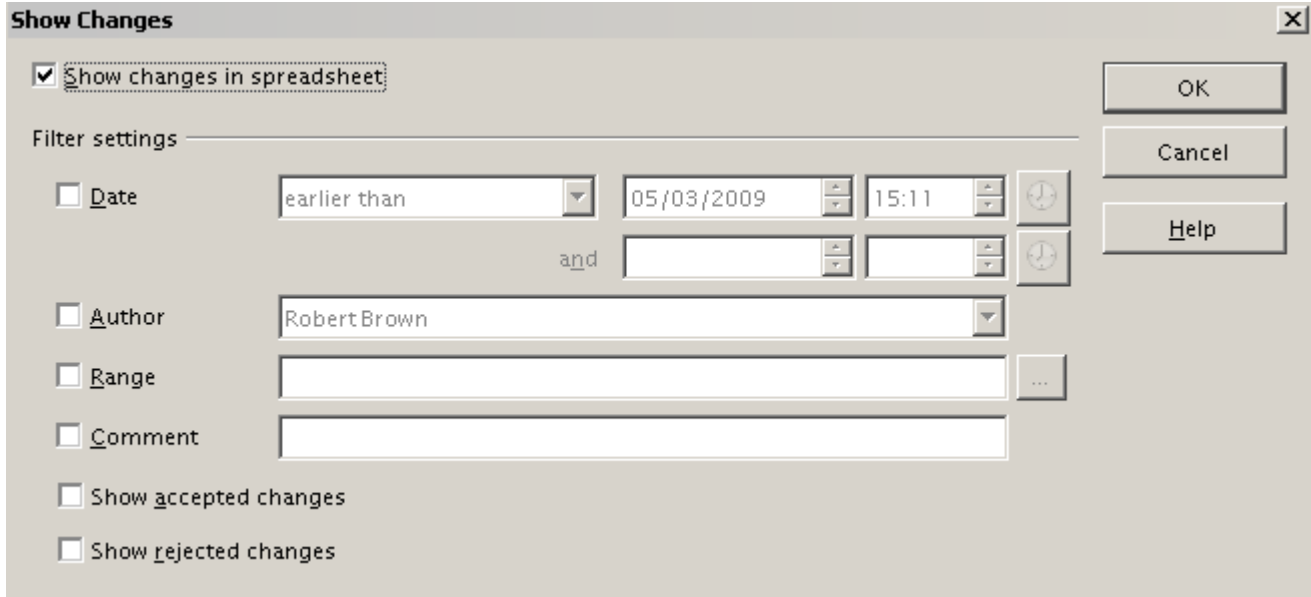 Show Changes
Show changes in spreadsheet
OK
Filter settings
Cancel
Date earlier than 05/03/2009 15:11
Help
and
Author Robert Brown
Range ...
Comment
Show accepted changes
Show rejected changes